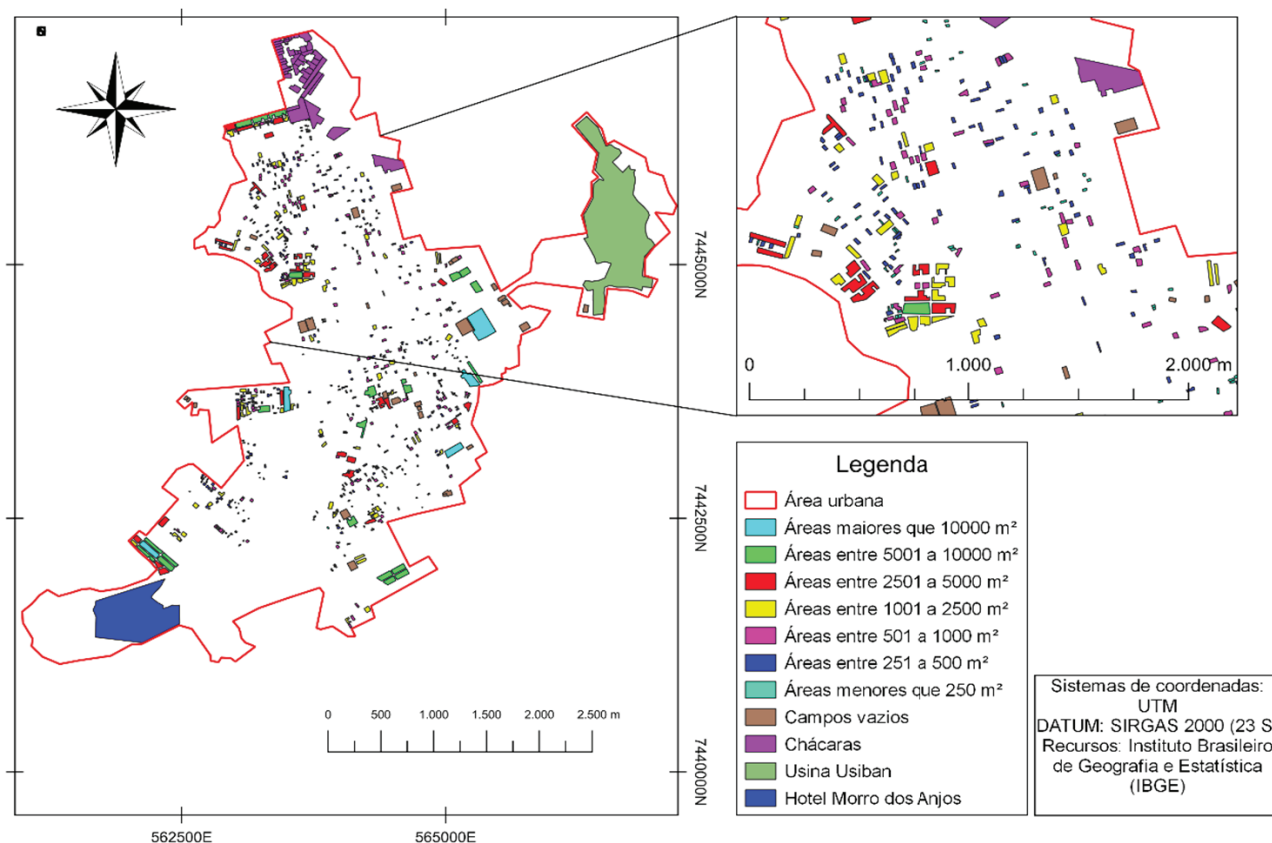 7445000N
7442500N
7440000N
562500E
565000E
0 500 1.000 1.500 2.000 2.500 m
0 1.000 2.000 m
Legenda
Área urbana
Áreas maiores que 10000 m²
Áreas entre 5001 a 10000 m²
Áreas entre 2501 a 5000 m²
Áreas entre 1001 a 2500 m²
Áreas entre 501 a 1000 m²
Áreas entre 251 a 500 m²
Áreas menores que 250 m²
Campos vazios
Chácaras
Usina Usiban
Hotel Morro dos Anjos
Sistemas de coordenadas:
UTM
DATUM: SIRGAS 2000 (23 S
Recursos: Instituto Brasileiro
de Geografia e Estatística
(IBGE)